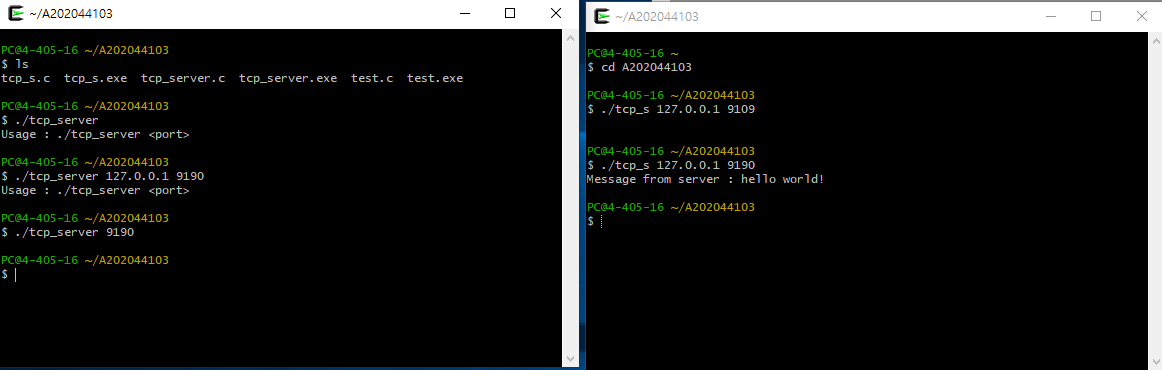 ~/A202044103
PC@4-405-16 ~/A202044103
$ ls
tcp_s.c tcp_s.exe tcp_server.c tcp_server.exe test.c test.exe
PC@4-405-16 ~/A202044103
$ ./tcp_server
Usage : ./tcp_server <port>
PC@4-405-16 ~/A202044103
$ ./tcp_server 127.0.0.1 9190
Usage : ./tcp_server <port>
PC@4-405-16 ~/A202044103
$ ./tcp_server 9190
PC@4-405-16 ~/A202044103
$
~/A202044103
PC@4-405-16 ~
$ cd A202044103
PC@4-405-16 ~/A202044103
$ ./tcp_s 127.0.0.1 9109
PC@4-405-16 ~/A202044103
$ ./tcp_s 127.0.0.1 9190
Message from server : hello world!
PC@4-405-16 ~/A202044103
$